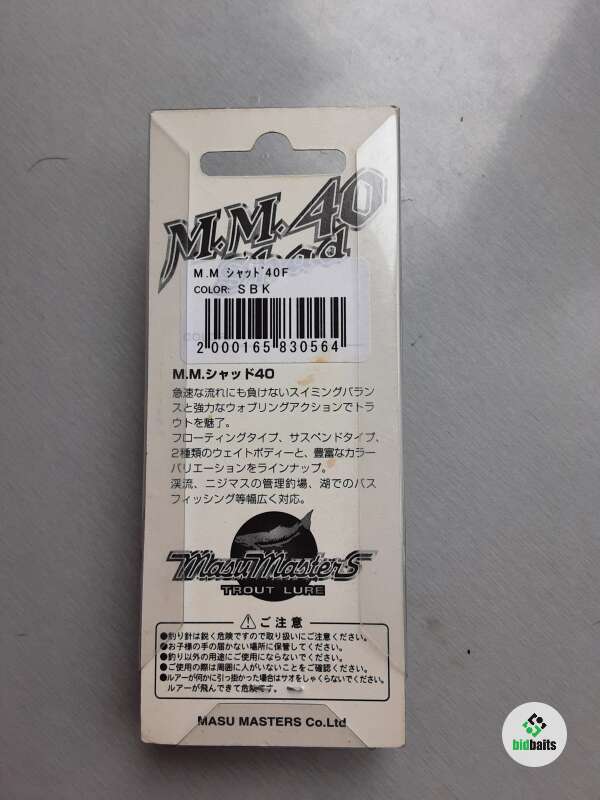 M.M.40
Shad
M.M ｼｬｯﾄﾞ40F
COLOR: SBK
2 000165 830564
M.M.シャッド40
急速な流れにも負けないスイミングバラン
スと強力なウォブリングアクションでトラ
ウトを魅了。
フローティングタイプ、サスペンドタイプ、
2種類のウェイトボディーと、豊富なカラー
バリエーションをラインナップ。
渓流、ニジマスの管理釣場、湖でのバス
フィッシング等幅広く対応。
Masu MasterS
TROUT LURE
⚠ご注意
●釣り針は鋭く危険ですので取り扱いにご注意ください。
●お子様の手の届かない場所に保管してください。
●釣り以外の用途にご使用にならないでください。
●ご使用の際は周囲に人がいないことをご確認ください。
●ルアーが何かに引っ掛かった場合はサオをしゃくらないでください。
ルアーが飛んできて危険です。
MASU MASTERS Co.Ltd
bidbaits